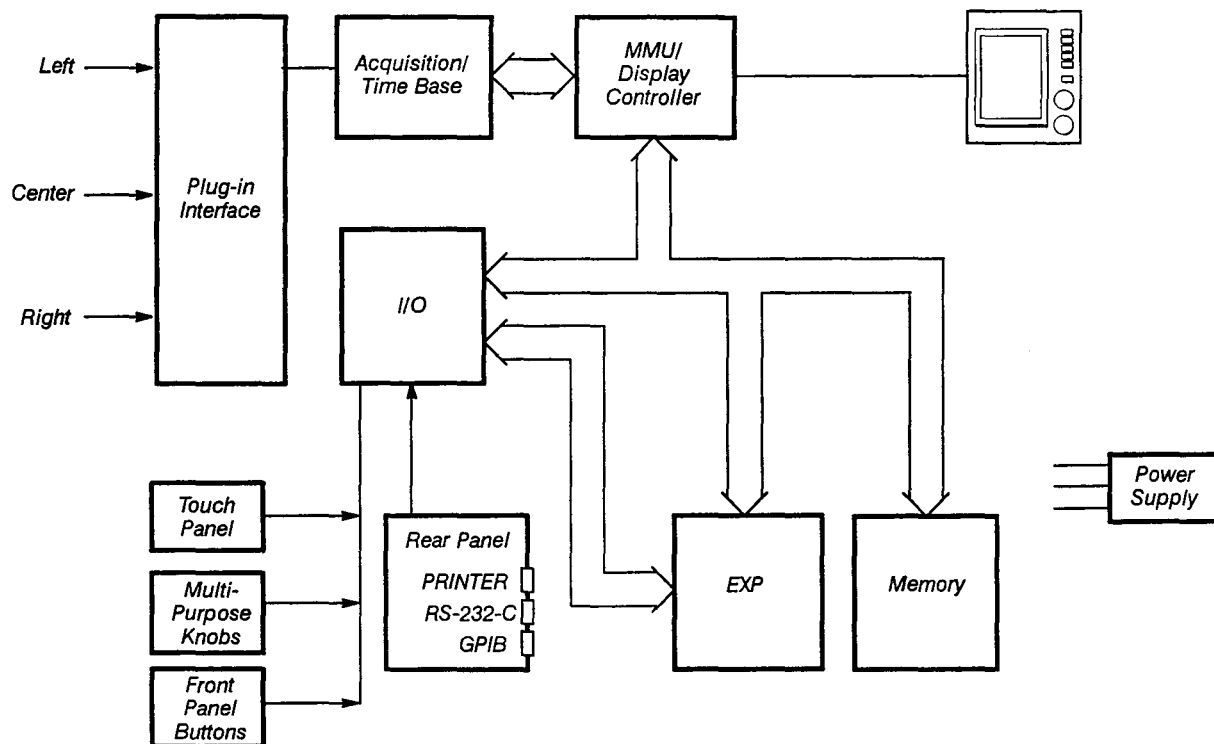 Left
Center
Right
Plug-in
Interface
Acquisition/
Time Base
MMU/
Display
Controller
I/O
Touch
Panel
Multi-
Purpose
Knobs
Front
Panel
Buttons
Rear Panel
PRINTER
RS-232-C
GPIB
EXP
Memory
Power
Supply